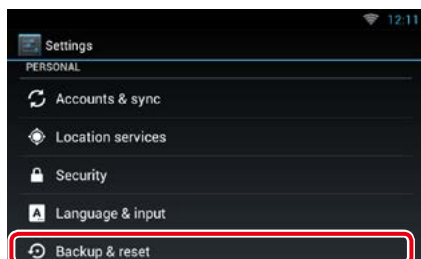 12:11
Settings
PERSONAL
Accounts & sync
Location services
Security
A Language & input
Backup & reset